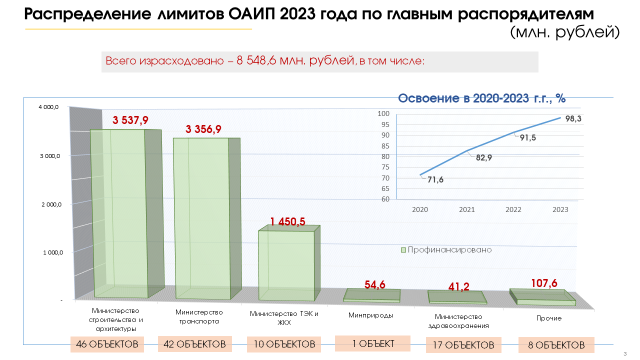 Распределение лимитов ОАИП 2023 года по главным распорядителям
(млн. рублей)
Всего израсходовано – 8 548,6 млн. рублей, в том числе:
Освоение в 2020-2023 г.г., %
4 000,0
3 000,0
2 000,0
1 000,0
-
3 537,9
3 356,9
1 450,5
54,6
41,2
107,6
100
95
90
85
80
75
70
65
60
71,6
82,9
91,5
98,3
2020
2021
2022
2023
Профинансировано
Министерство
строительства и
архитектуры
Министерство
транспорта
Министерство ТЭК и
ЖКХ
Минприроды
Министерство
здравоохранения
Прочие
46 ОБЪЕКТОВ
42 ОБЪЕКТОВ
10 ОБЪЕКТОВ
1 ОБЪЕКТ
17 ОБЪЕКТОВ
8 ОБЪЕКТОВ